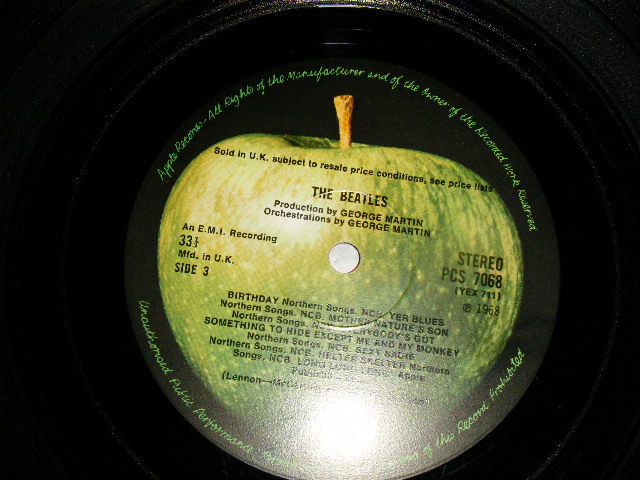 Apple Records - All Rights of the Manufacturer and of the Owner of the Recorded Work Reserved
Sold in U.K. subject to resale price conditions, see price lists
THE BEATLES
Production by GEORGE MARTIN
Orchestrations by GEORGE MARTIN
An E.M.I. Recording
33⅓
Mfd. in U.K.
SIDE 3
STEREO
PCS 7068
(YEX 711)
℗ 1968
BIRTHDAY Northern Songs. NCB. YER BLUES
Northern Songs. NCB. MOTHER NATURE'S SON
Northern Songs. EVERYBODY'S GOT
SOMETHING TO HIDE EXCEPT ME AND MY MONKEY
Northern Songs. NCB. SEXY SADIE
Northern Songs. NCB. HELTER SKELTER Northern
Songs. NCB. LONG LONG LONG. Apple
(Lennon—
Unauthorised Public Performance, of this Record Prohibited